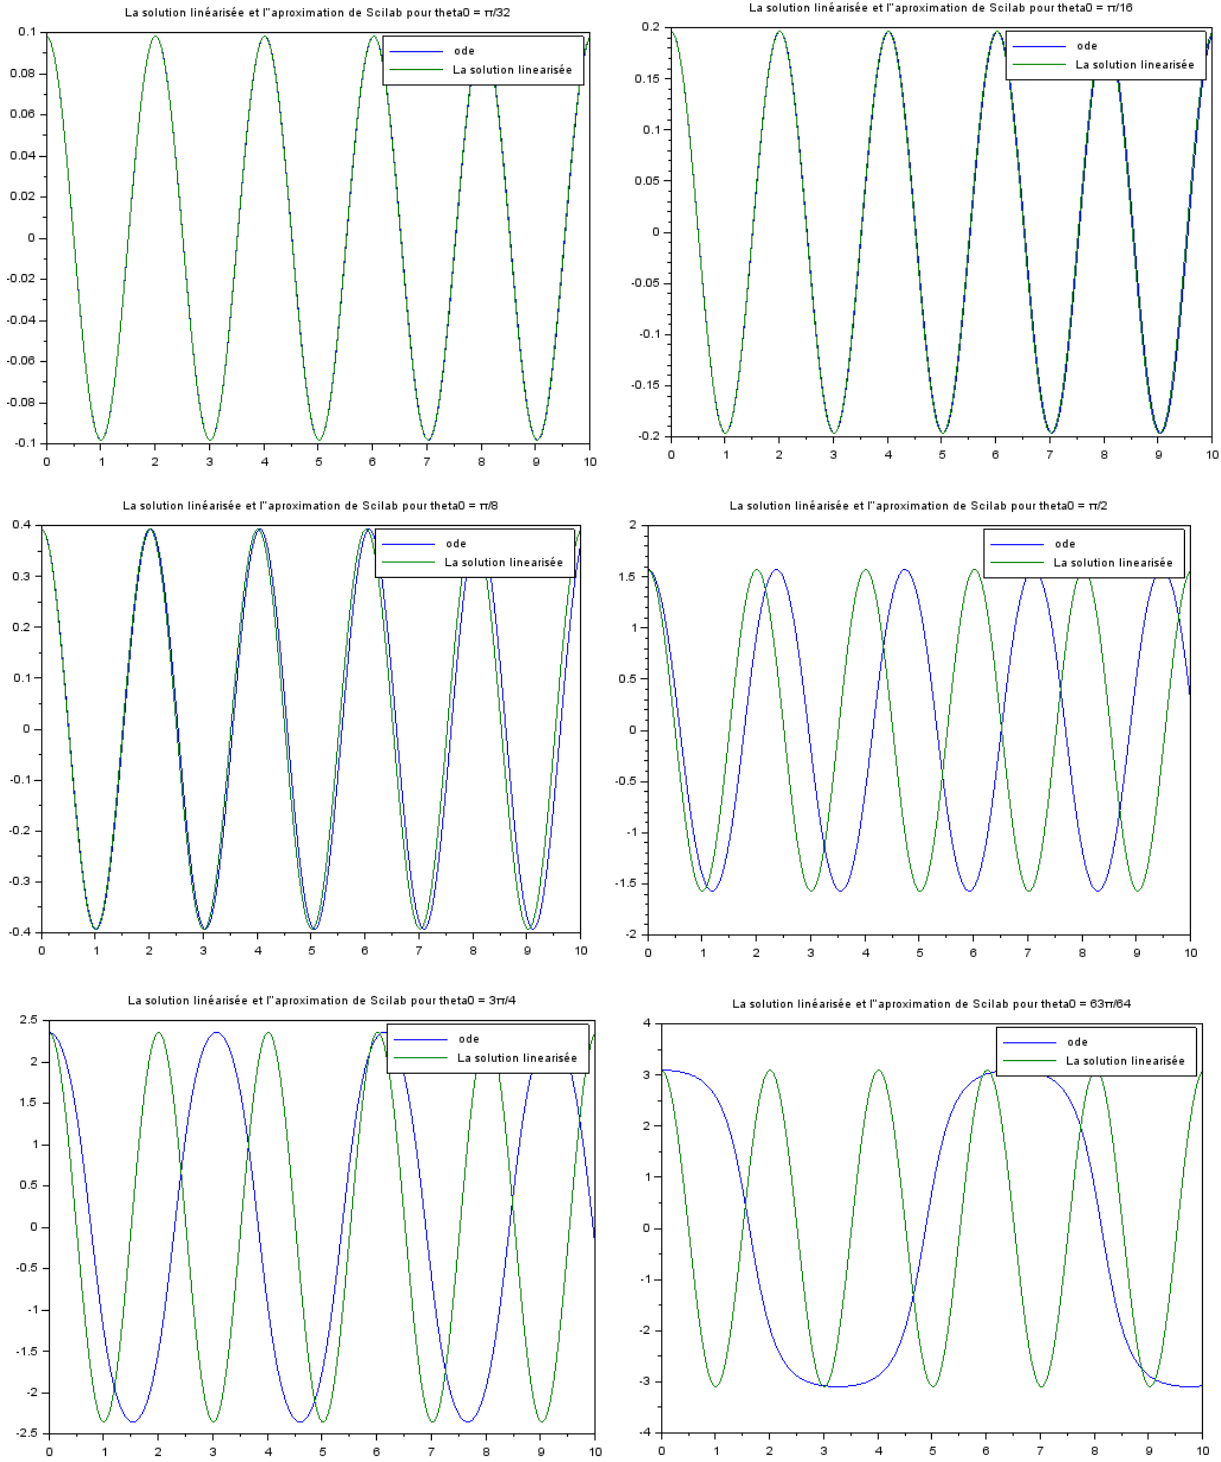 La solution linéarisée et l"aproximation de Scilab pour theta0 = π/32
0.1
0.08
0.06
0.04
0.02
0
-0.02
-0.04
-0.06
-0.08
-0.1
0 1 2 3 4 5 6 7 8 9 10
ode
La solution linearisée
La solution linéarisée et l"aproximation de Scilab pour theta0 = π/16
0.2
0.15
0.1
0.05
0
-0.05
-0.1
-0.15
-0.2
0 1 2 3 4 5 6 7 8 9 10
ode
La solution linearisée
La solution linéarisée et l"aproximation de Scilab pour theta0 = π/8
0.4
0.3
0.2
0.1
0
-0.1
-0.2
-0.3
-0.4
0 1 2 3 4 5 6 7 8 9 10
ode
La solution linearisée
La solution linéarisée et l"aproximation de Scilab pour theta0 = π/2
2
1.5
1
0.5
0
-0.5
-1
-1.5
-2
0 1 2 3 4 5 6 7 8 9 10
ode
La solution linearisée
La solution linéarisée et l"aproximation de Scilab pour theta0 = 3π/4
2.5
2
1.5
1
0.5
0
-0.5
-1
-1.5
-2
-2.5
0 1 2 3 4 5 6 7 8 9 10
ode
La solution linearisée
La solution linéarisée et l"aproximation de Scilab pour theta0 = 63π/64
4
3
2
1
0
-1
-2
-3
-4
0 1 2 3 4 5 6 7 8 9 10
ode
La solution linearisée